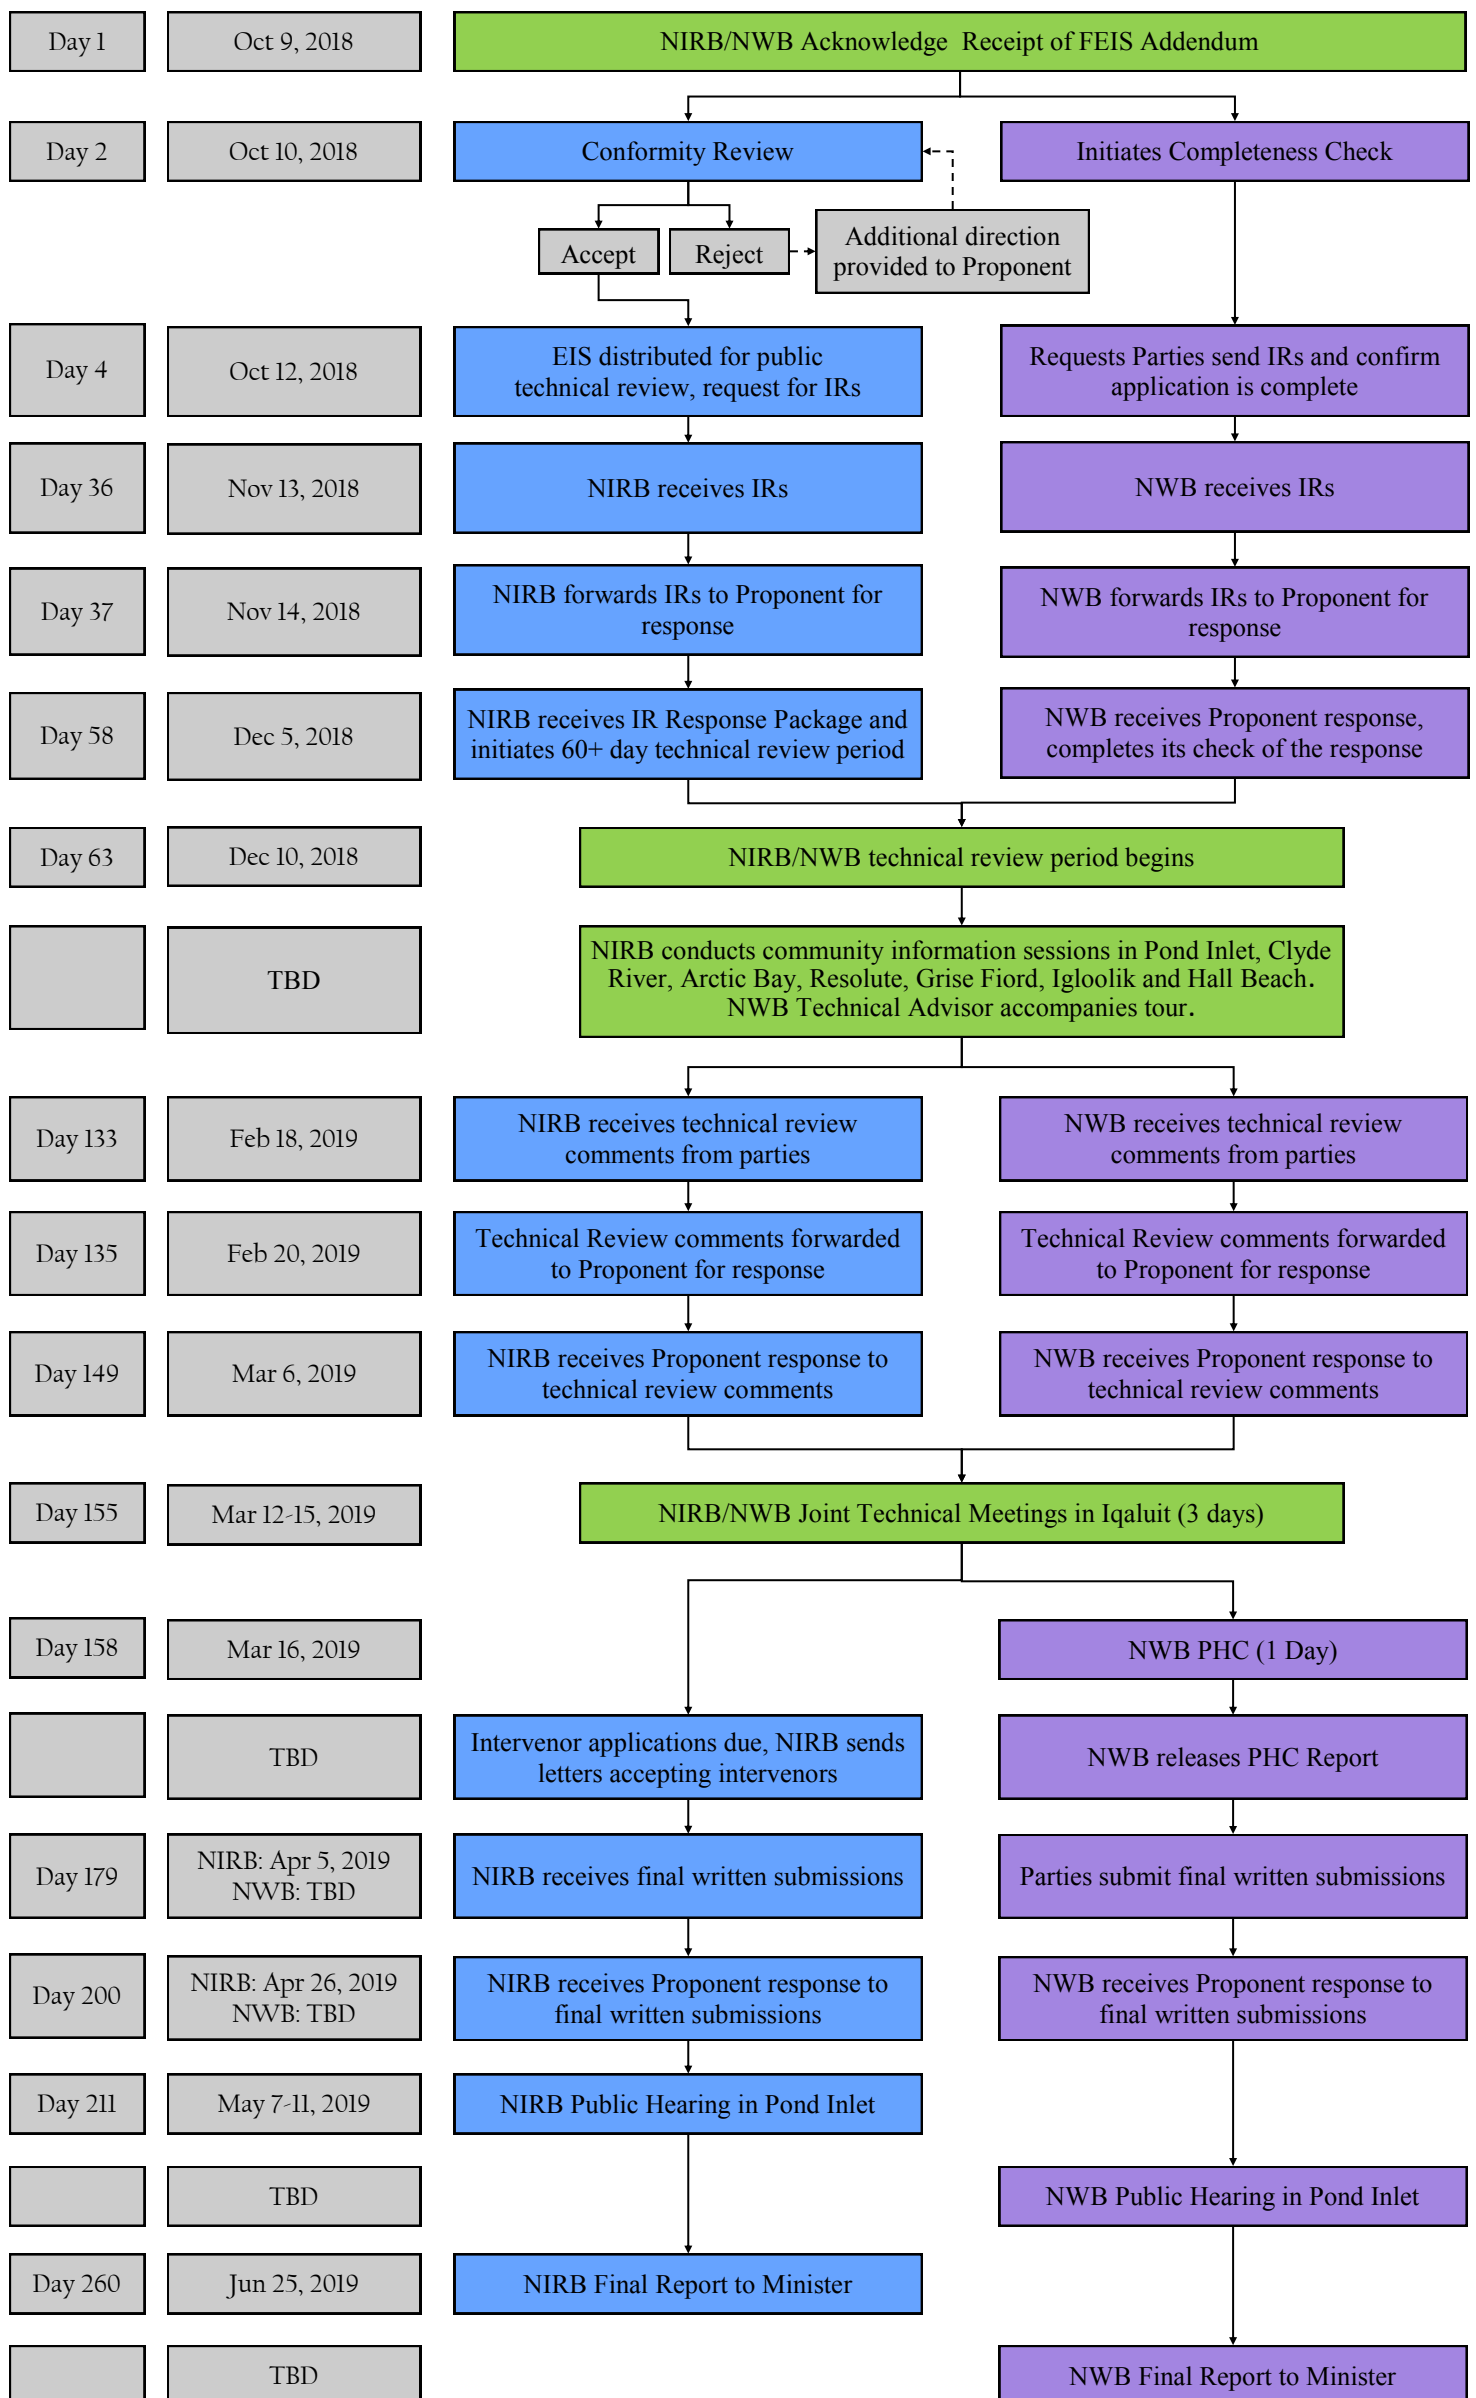 Day 1
Oct 9, 2018
NIRB/NWB Acknowledge Receipt of FEIS Addendum
Day 2
Oct 10, 2018
Conformity Review
Initiates Completeness Check
Accept
Reject
Additional direction
provided to Proponent
Day 4
Oct 12, 2018
EIS distributed for public
technical review, request for IRs
Requests Parties send IRs and confirm
application is complete
Day 36
Nov 13, 2018
NIRB receives IRs
NWB receives IRs
Day 37
Nov 14, 2018
NIRB forwards IRs to Proponent for
response
NWB forwards IRs to Proponent for
response
Day 58
Dec 5, 2018
NIRB receives IR Response Package and
initiates 60+ day technical review period
NWB receives Proponent response,
completes its check of the response
Day 63
Dec 10, 2018
NIRB/NWB technical review period begins
TBD
NIRB conducts community information sessions in Pond Inlet, Clyde
River, Arctic Bay, Resolute, Grise Fiord, Igloolik and Hall Beach.
NWB Technical Advisor accompanies tour.
Day 133
Feb 18, 2019
NIRB receives technical review
comments from parties
NWB receives technical review
comments from parties
Day 135
Feb 20, 2019
Technical Review comments forwarded
to Proponent for response
Technical Review comments forwarded
to Proponent for response
Day 149
Mar 6, 2019
NIRB receives Proponent response to
technical review comments
NWB receives Proponent response to
technical review comments
Day 155
Mar 12-15, 2019
NIRB/NWB Joint Technical Meetings in Iqaluit (3 days)
Day 158
Mar 16, 2019
NWB PHC (1 Day)
TBD
Intervenor applications due, NIRB sends
letters accepting intervenors
NWB releases PHC Report
Day 179
NIRB: Apr 5, 2019
NWB: TBD
NIRB receives final written submissions
Parties submit final written submissions
Day 200
NIRB: Apr 26, 2019
NWB: TBD
NIRB receives Proponent response to
final written submissions
NWB receives Proponent response to
final written submissions
Day 211
May 7-11, 2019
NIRB Public Hearing in Pond Inlet
TBD
NWB Public Hearing in Pond Inlet
Day 260
Jun 25, 2019
NIRB Final Report to Minister
TBD
NWB Final Report to Minister